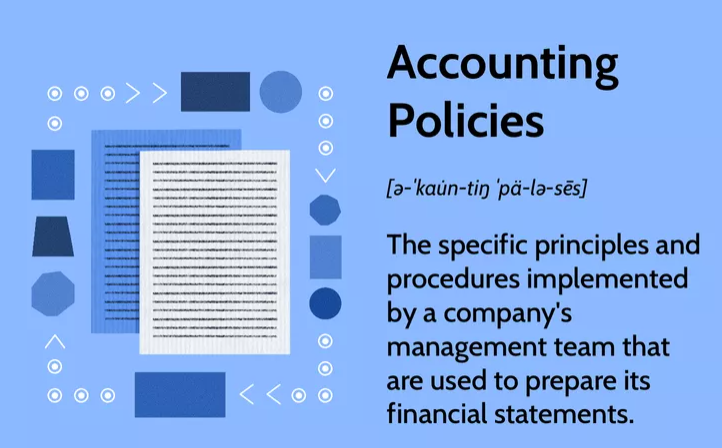 Accounting
Policies
[ə-ˈkau̇n-tiŋ ˈpä-lə-sēs]
The specific principles and
procedures implemented
by a company's
management team that
are used to prepare its
financial statements.